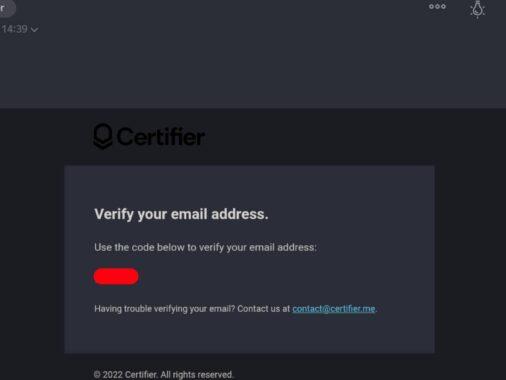 14:39
Certifier
Verify your email address.
Use the code below to verify your email address:
Having trouble verifying your email? Contact us at contact@certifier.me.
© 2022 Certifier. All rights reserved.